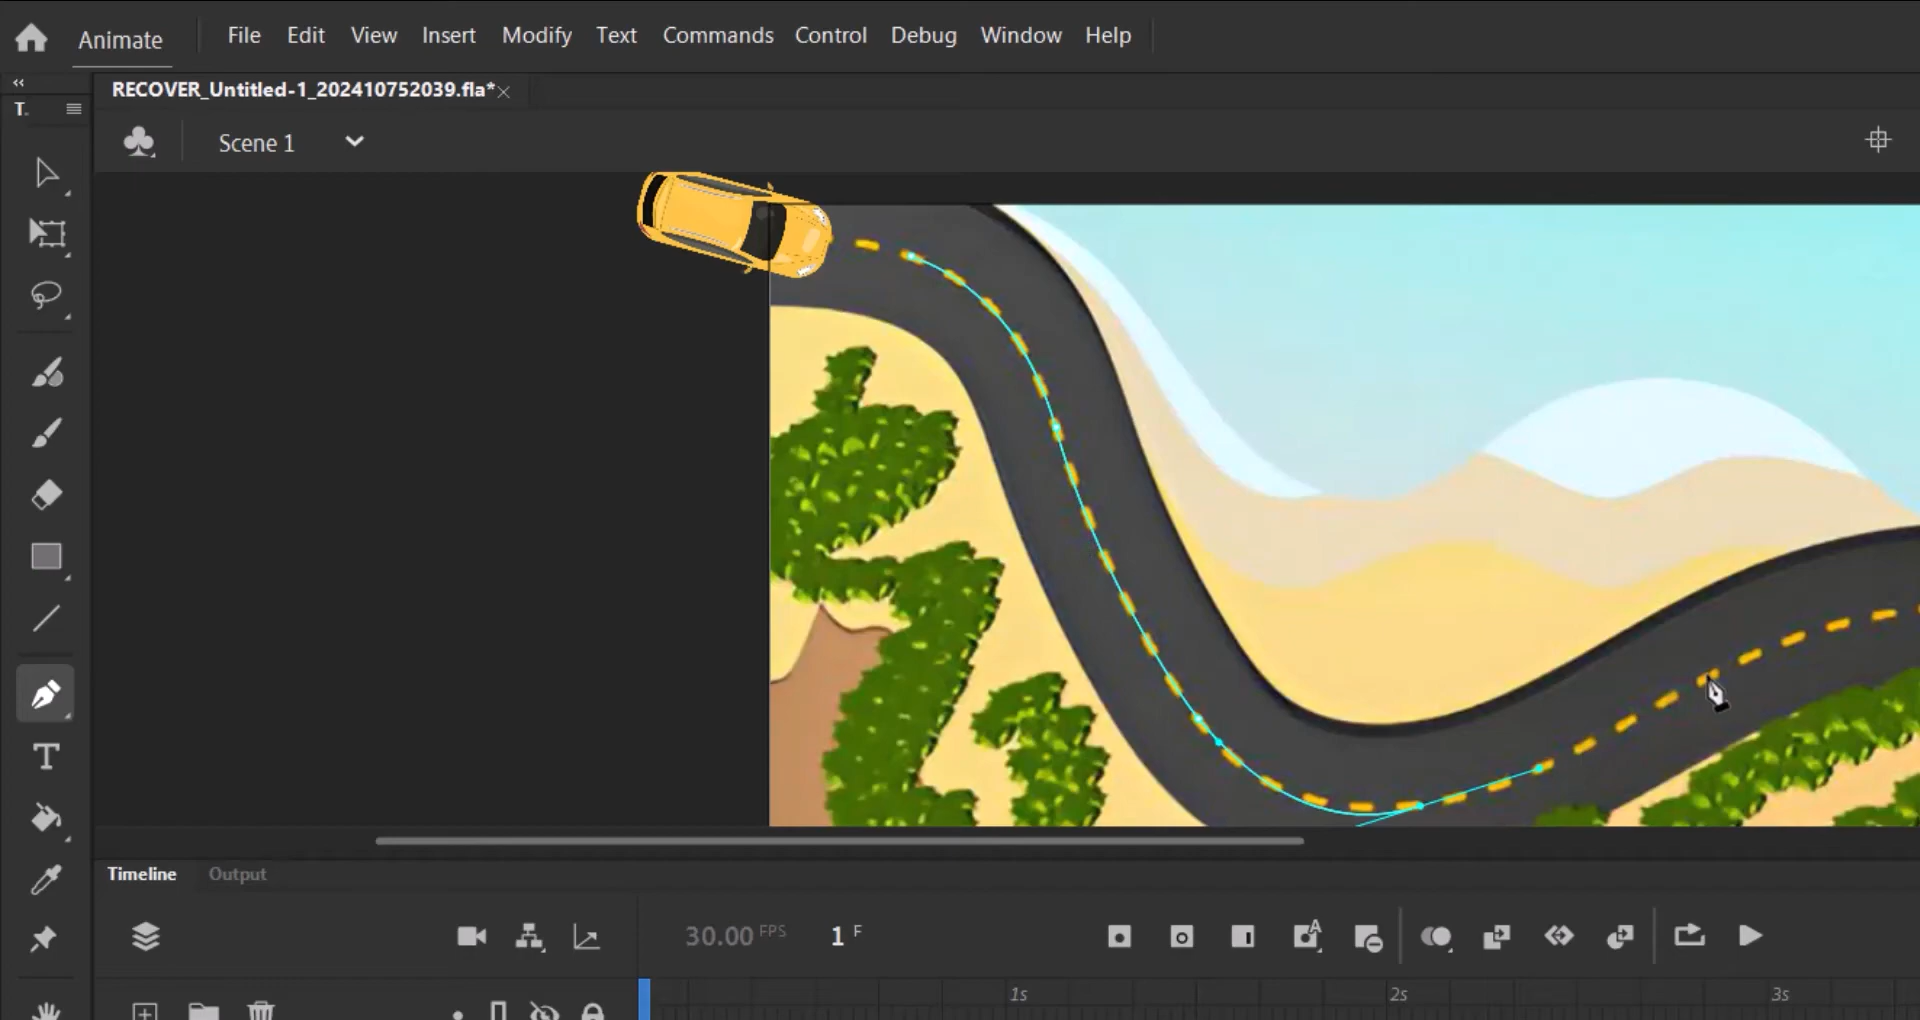 Animate File Edit View Insert Modify Text Commands Control Debug Window Help
RECOVER_Untitled-1_202410752039.fla*
T.
Scene 1
T
Timeline Output
30.00 FPS 1 F A
1s 2s 3s